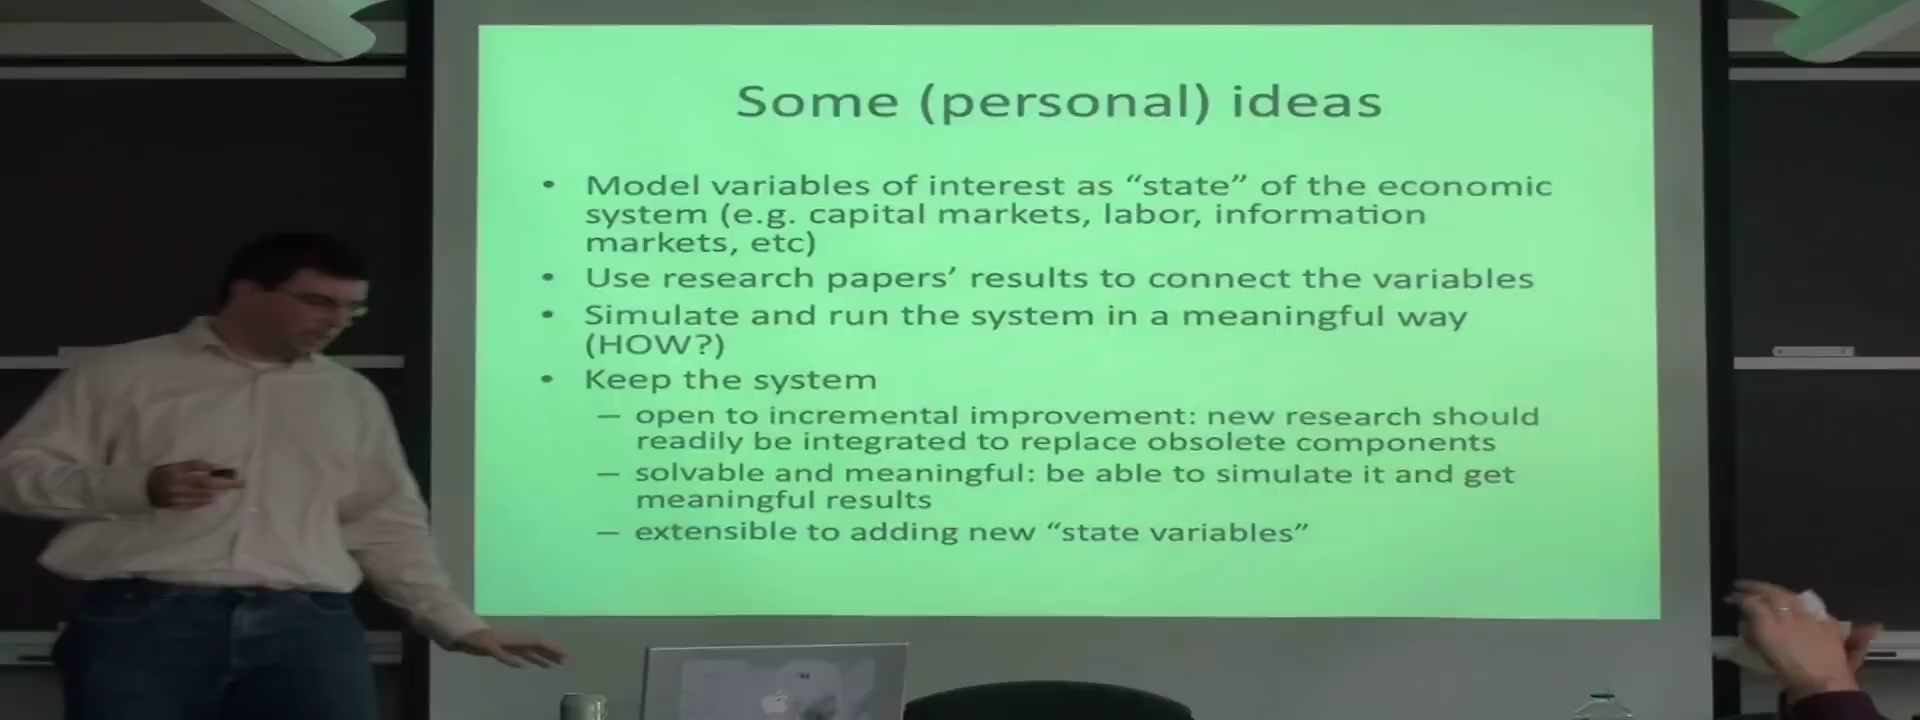 Some (personal) ideas
• Model variables of interest as “state” of the economic
system (e.g. capital markets, labor, information
markets, etc)
• Use research papers’ results to connect the variables
• Simulate and run the system in a meaningful way
(HOW?)
• Keep the system
– open to incremental improvement: new research should
readily be integrated to replace obsolete components
– solvable and meaningful: be able to simulate it and get
meaningful results
– extensible to adding new “state variables”